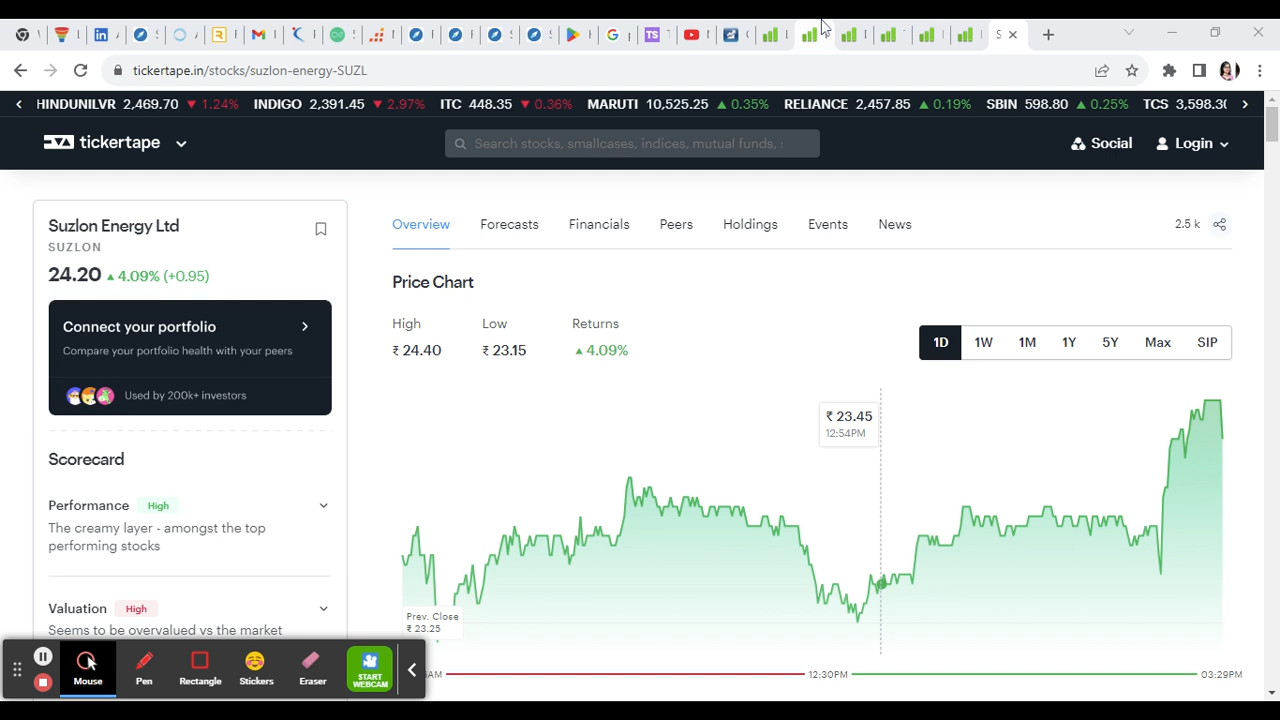 tickertape.in/stocks/suzlon-energy-SUZL
HINDUNILVR 2,469.70 ▼ 1.24% INDIGO 2,391.45 ▼ 2.97% ITC 448.35 ▼ 0.36% MARUTI 10,525.25 ▲ 0.35% RELIANCE 2,457.85 ▲ 0.19% SBIN 598.80 ▲ 0.25% TCS 3,598.30
tickertape
Search stocks, smallcases, indices, mutual funds,
Social
Login
Suzlon Energy Ltd
SUZLON
24.20 ▲ 4.09% (+0.95)
Connect your portfolio
Compare your portfolio health with your peers
Used by 200k+ investors
Scorecard
Performance High
The creamy layer - amongst the top
performing stocks
Valuation High
Seems to be overvalued vs the market
Overview Forecasts Financials Peers Holdings Events News
2.5 k
Price Chart
High Low Returns
₹ 24.40 ₹ 23.15 ▲ 4.09%
1D 1W 1M 1Y 5Y Max SIP
₹ 23.45
12:54PM
Prev. Close
₹ 23.25
AM 12:30PM 03:29PM
Mouse Pen Rectangle Stickers Eraser
START
WEBCAM